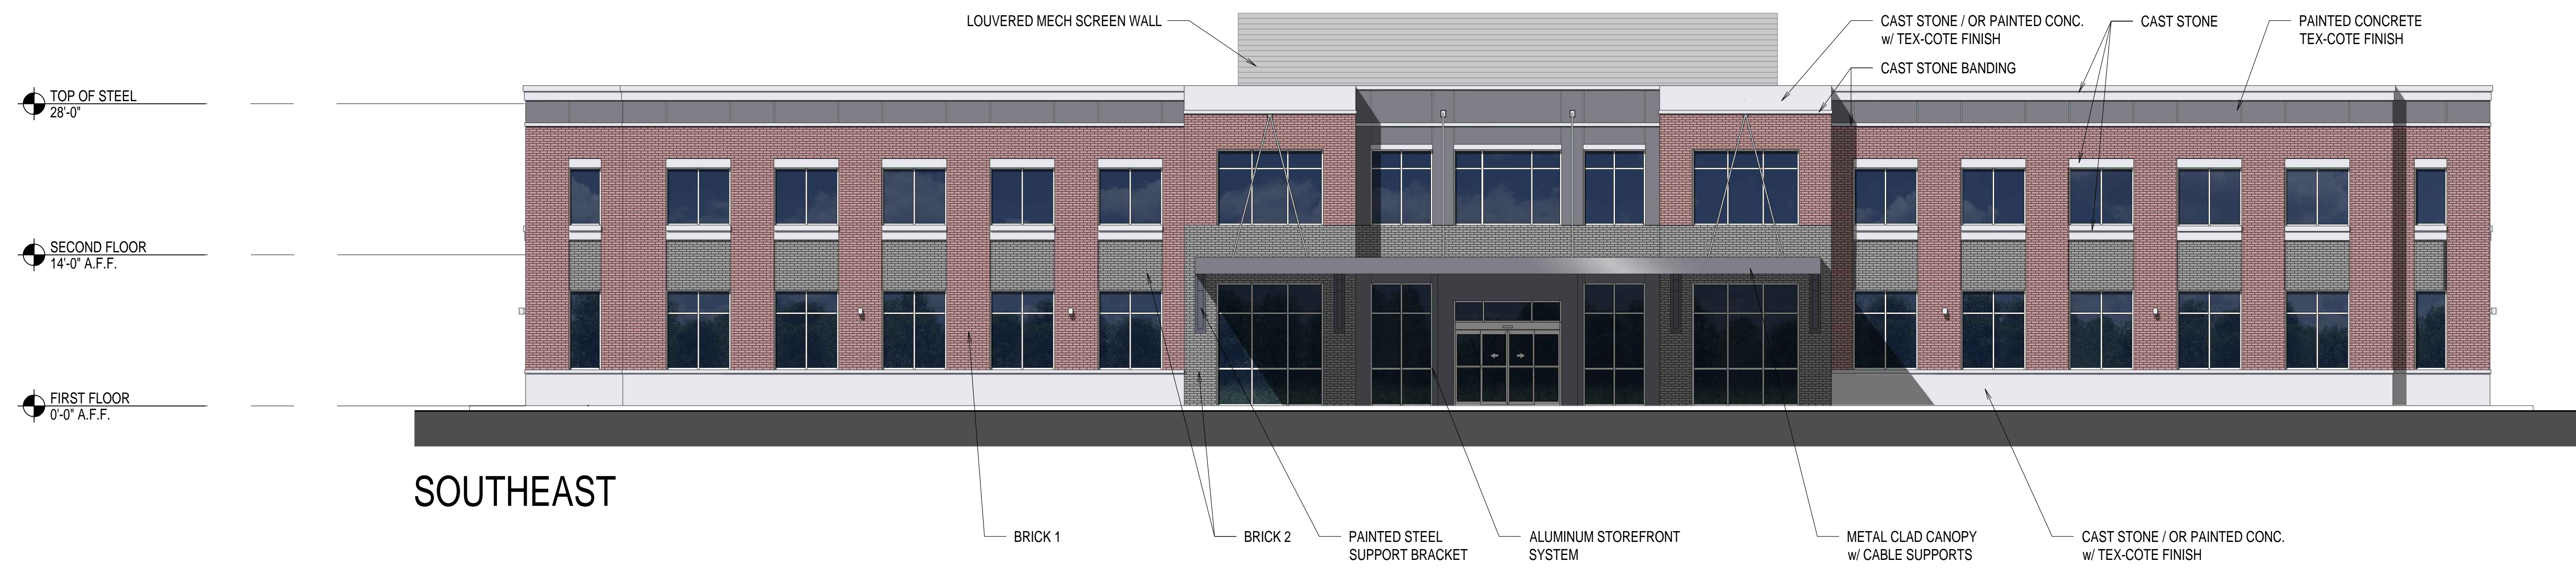 LOUVERED MECH SCREEN WALL
CAST STONE / OR PAINTED CONC.
w/ TEX-COTE FINISH
CAST STONE
PAINTED CONCRETE
TEX-COTE FINISH
CAST STONE BANDING
TOP OF STEEL
28'-0"
SECOND FLOOR
14'-0" A.F.F.
FIRST FLOOR
0'-0" A.F.F.
SOUTHEAST
BRICK 1
BRICK 2
PAINTED STEEL
SUPPORT BRACKET
ALUMINUM STOREFRONT
SYSTEM
METAL CLAD CANOPY
w/ CABLE SUPPORTS
CAST STONE / OR PAINTED CONC.
w/ TEX-COTE FINISH